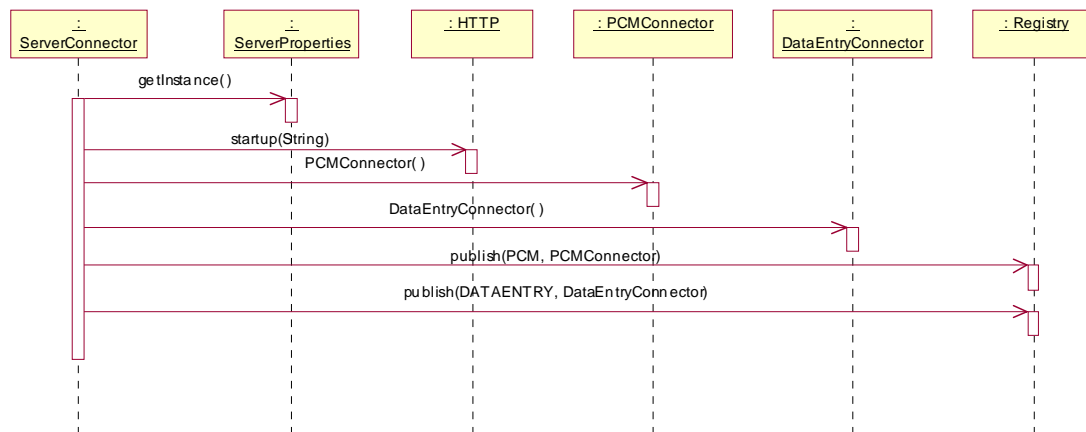 : : : HTTP : PCMConnector : : Registry
ServerConnector ServerProperties DataEntryConnector
getInstance()
startup(String)
PCMConnector()
DataEntryConnector()
publish(PCM, PCMConnector)
publish(DATAENTRY, DataEntryConnector)